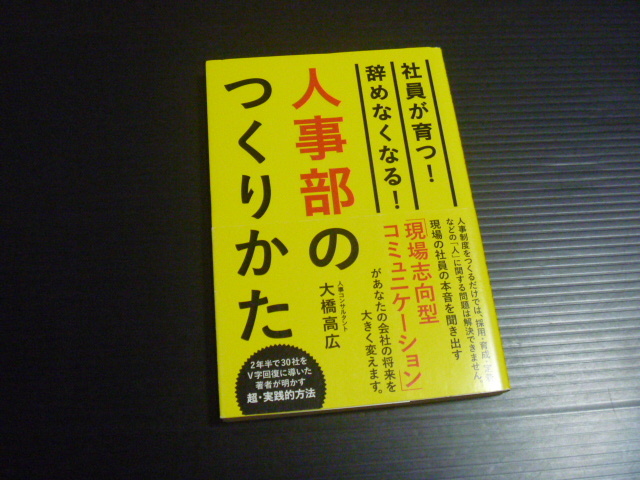 社員が育つ!
辞めなくなる!
人事部の
つくりかた
人事コンサルタント
大橋高広
人事制度をつくるだけでは、採用・育成・
などの「人」に関する問題は解決できません。
現場の社員の本音を聞き出す
「現場志向型
コミュニケーション」
があなたの会社の将来を
大きく変えます。
2年半で30社を
V字回復に導いた
著者が明かす
超・実践的方法